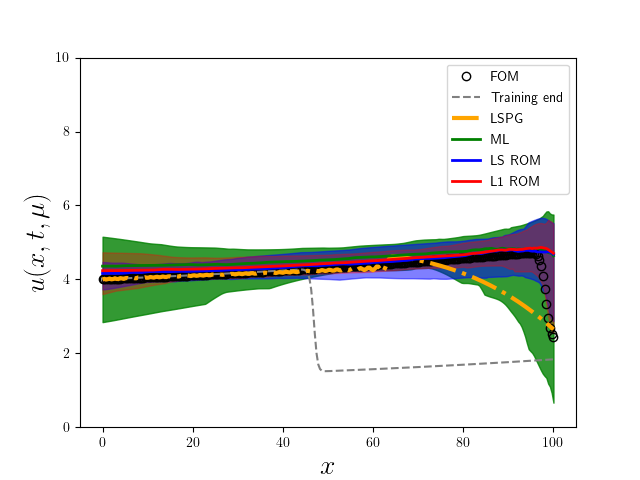 10
8
6
4
2
0
u(x, t, μ)
0 20 40 60 80 100
x
FOM
Training end
LSPG
ML
LS ROM
L1 ROM